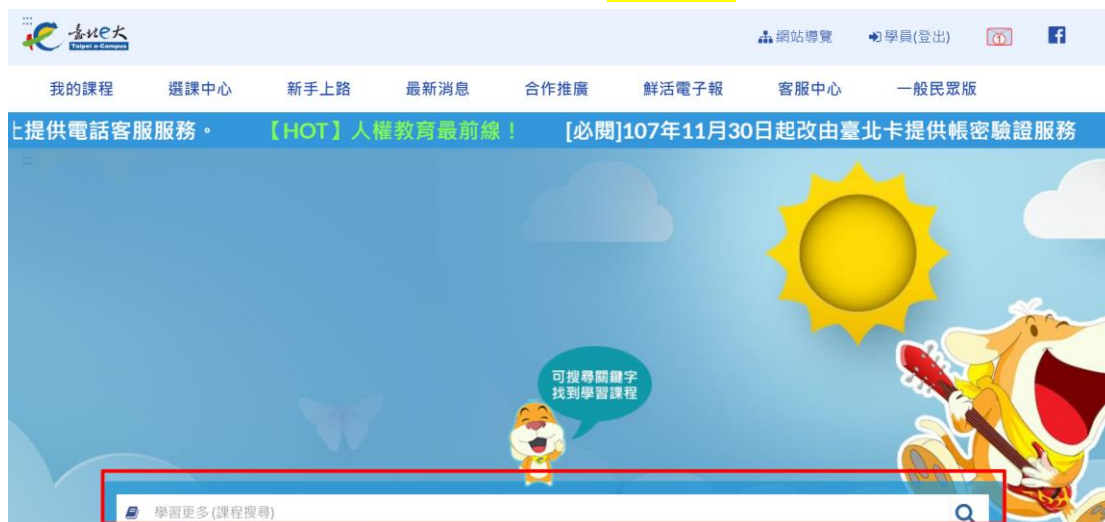 :::
臺北e大
Taipei e-Campus
網站導覽
學員(登出)
①
f
我的課程 選課中心 新手上路 最新消息 合作推廣 鮮活電子報 客服中心 一般民眾版
上提供電話客服服務。 【HOT】人權教育最前線！ [必閱]107年11月30日起改由臺北卡提供帳密驗證服務
:::
可搜尋關鍵字
找到學習課程
學習更多(課程搜尋)